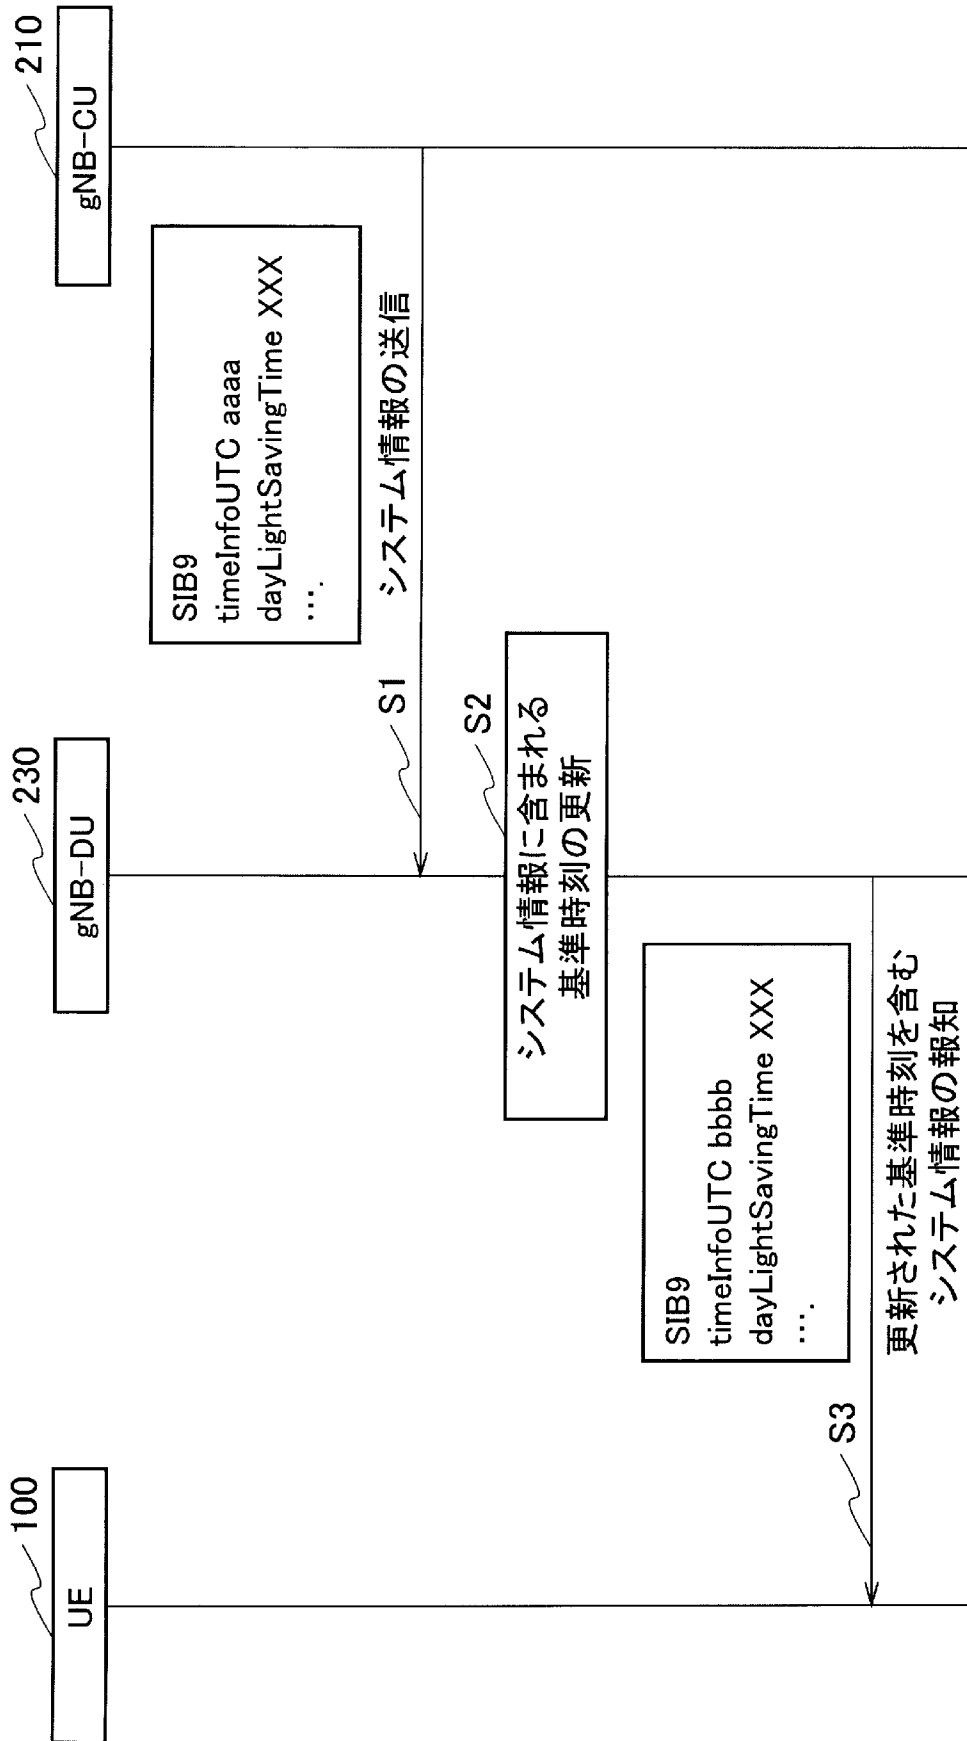 100
UE
230
gNB-DU
210
gNB-CU
SIB9
timeInfoUTC aaaa
dayLightSavingTime XXX
….
S1
システム情報の送信
S2
システム情報に含まれる
基準時刻の更新
SIB9
timeInfoUTC bbbb
dayLightSavingTime XXX
….
S3
更新された基準時刻を含む
システム情報の報知